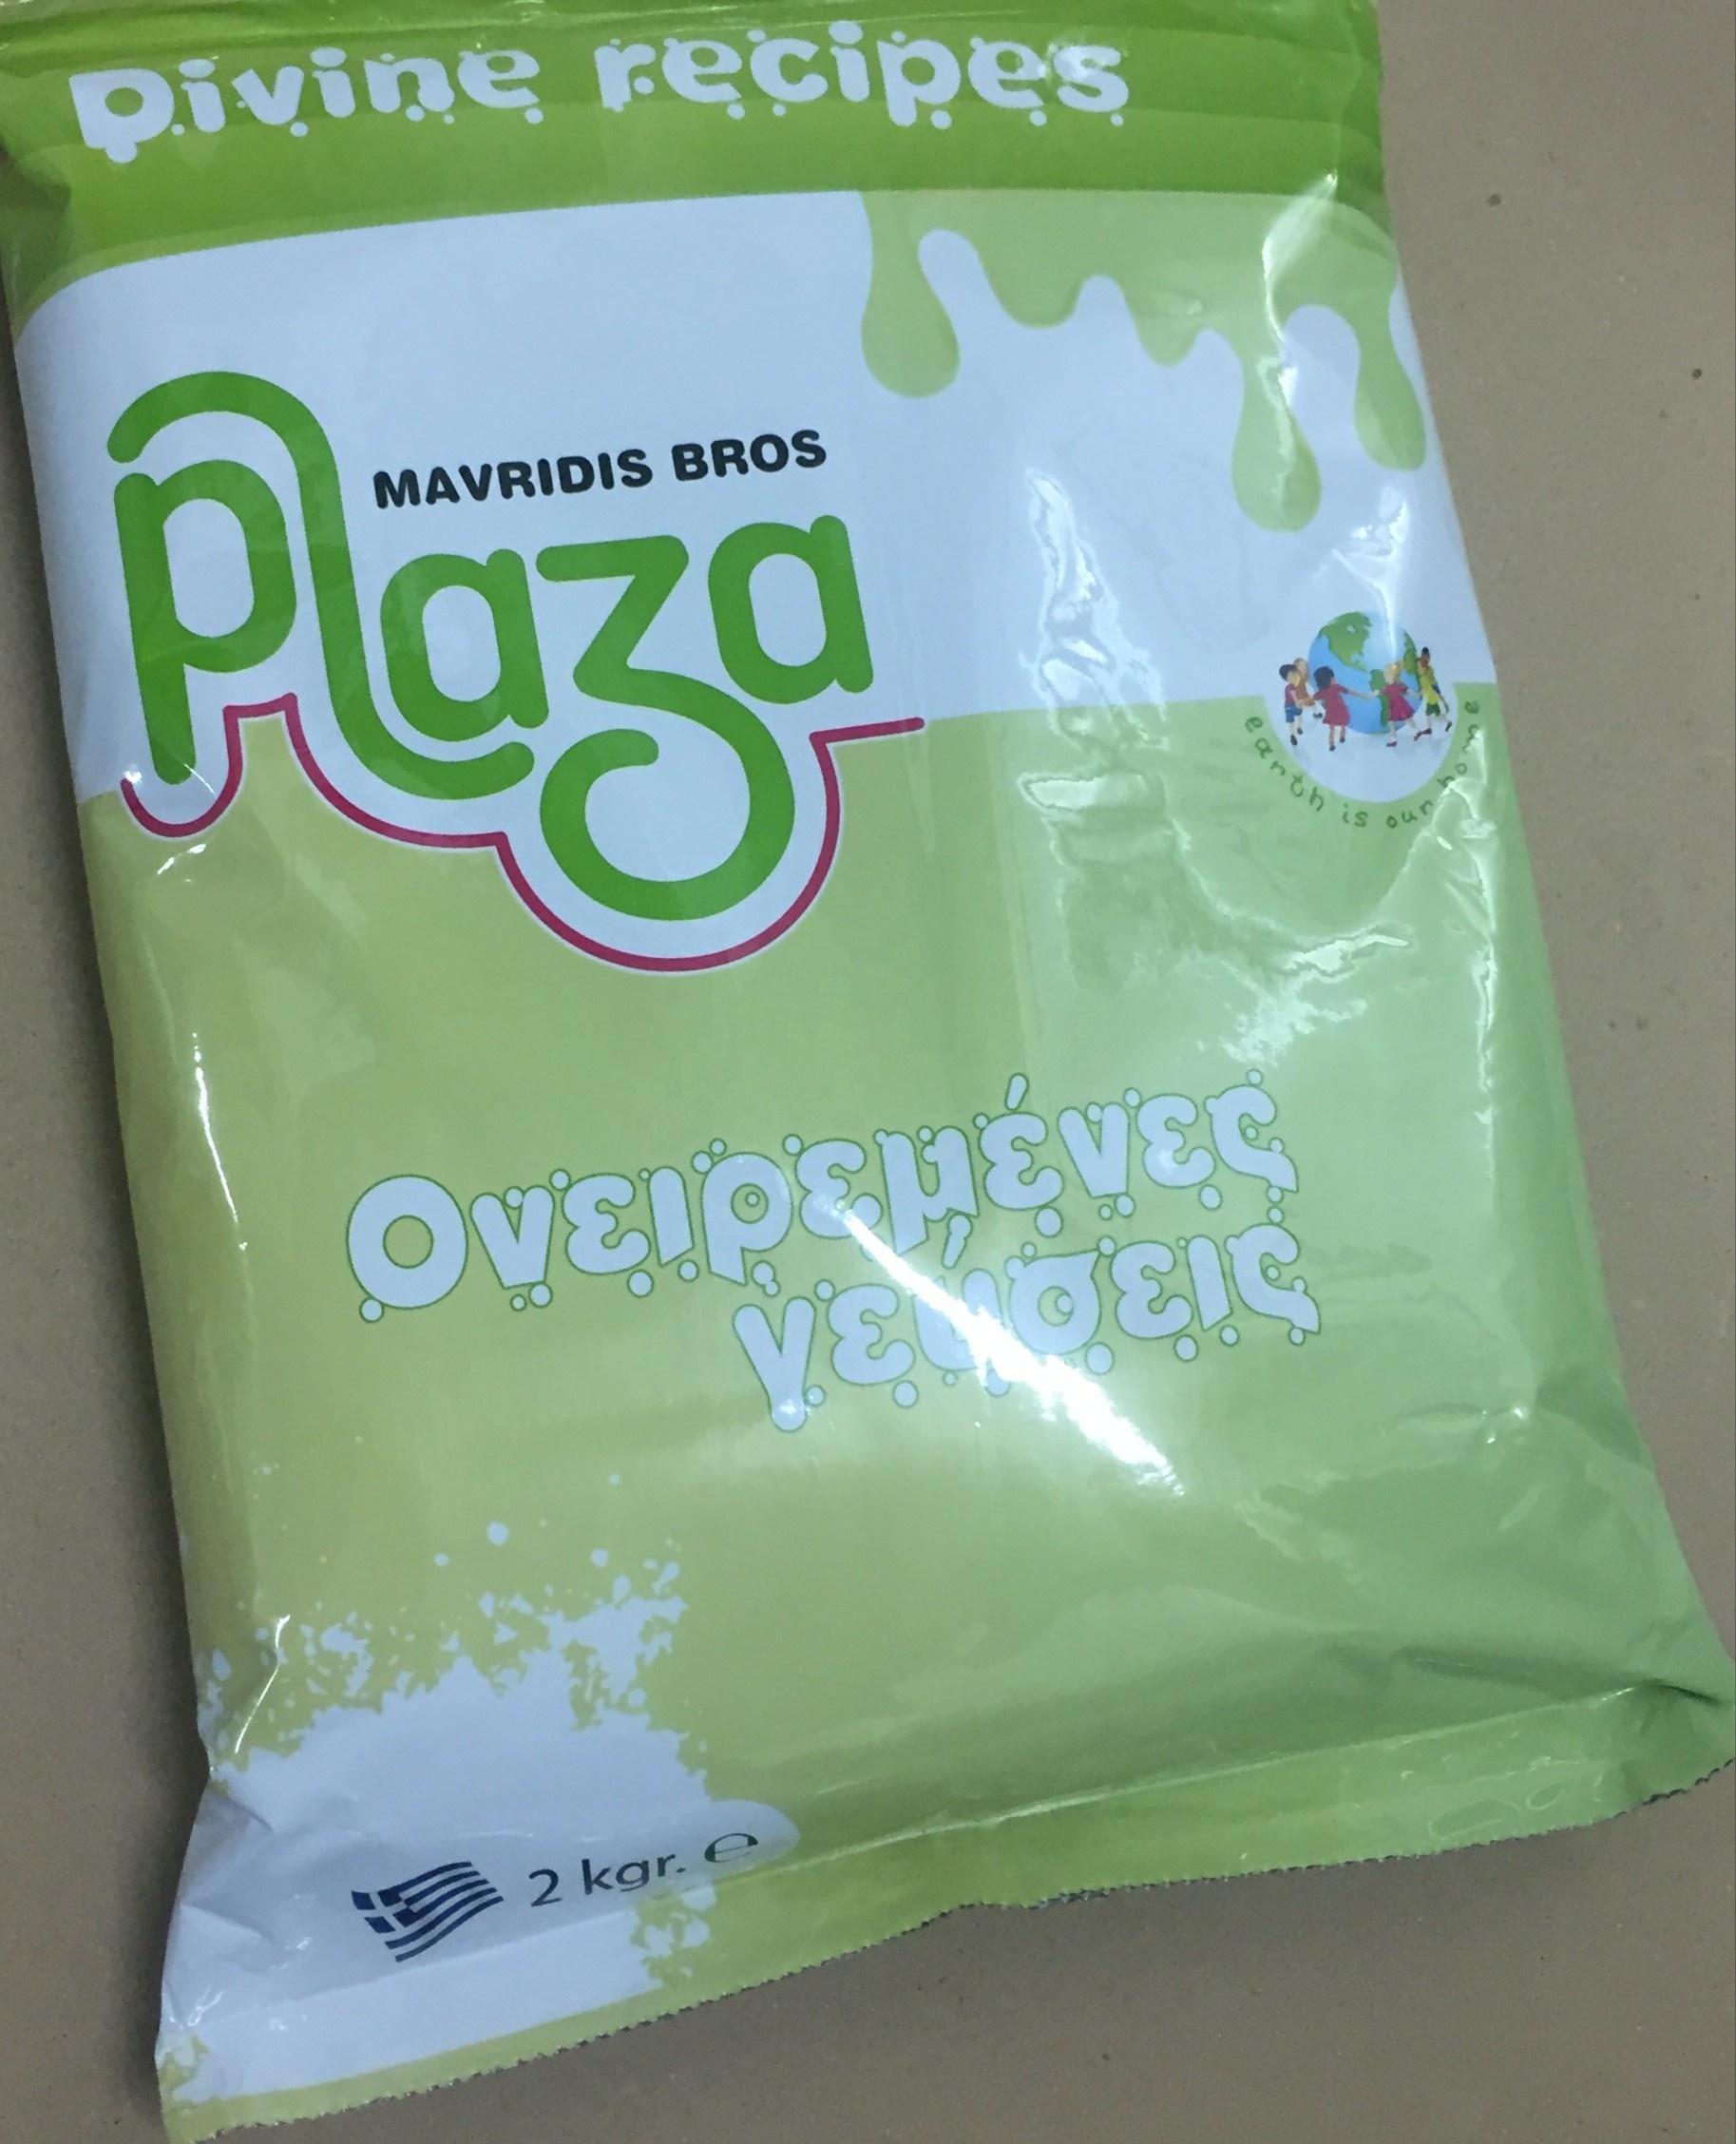 Divine recipes
MAVRIDIS BROS
Plaza
earth is our home
Ονειρεμένες
γεύσεις
2 kgr. ℮